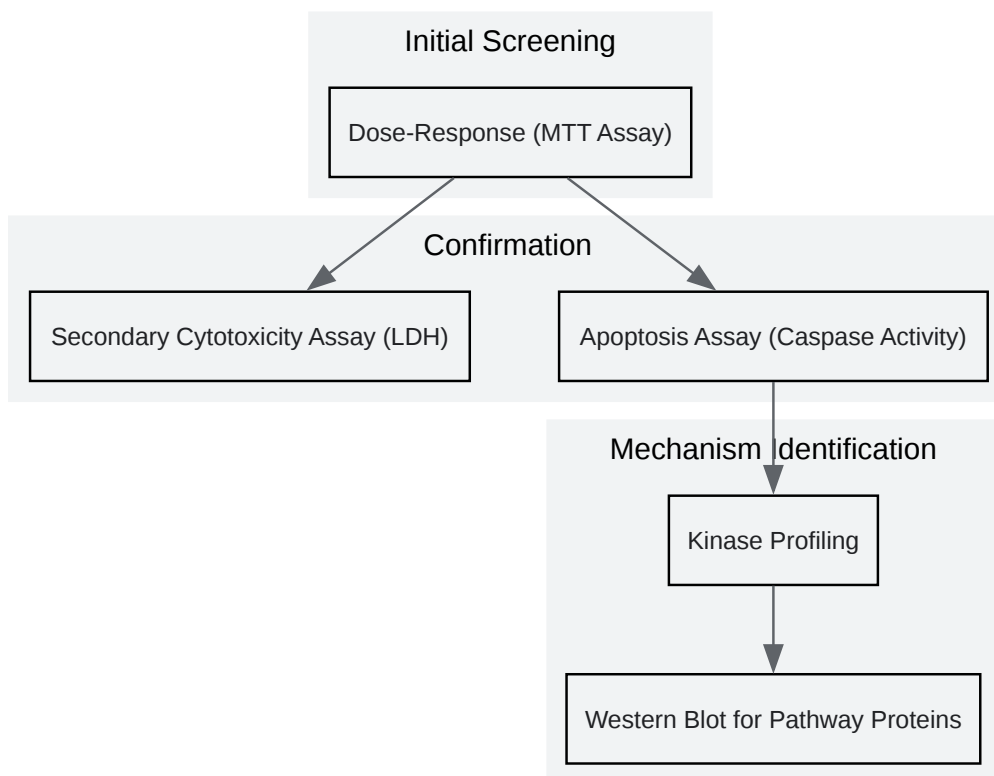 Initial Screening
Dose-Response (MTT Assay)
Confirmation
Secondary Cytotoxicity Assay (LDH)
Apoptosis Assay (Caspase Activity)
Mechanism Identification
Kinase Profiling
Western Blot for Pathway Proteins